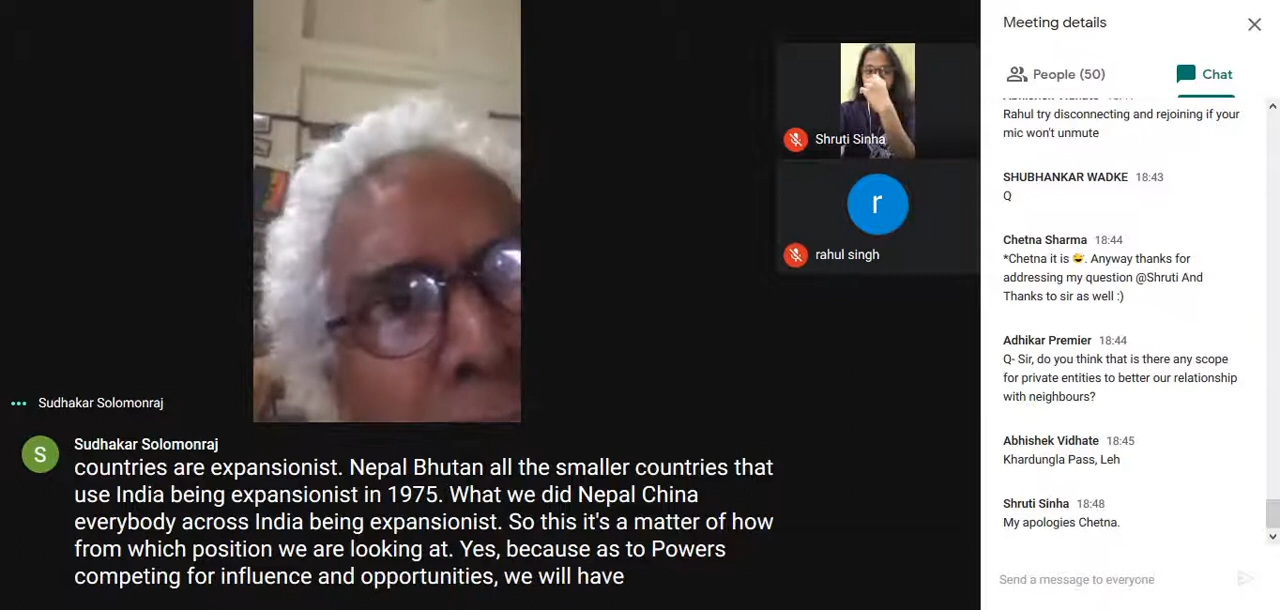 Meeting details
People (50)
Chat
Rahul try disconnecting and rejoining if your
mic won't unmute
SHUBHANKAR WADKE 18:43
Q
Chetna Sharma 18:44
*Chetna it is 😅. Anyway thanks for
addressing my question @Shruti And
Thanks to sir as well :)
Adhikar Premier 18:44
Q- Sir, do you think that is there any scope
for private entities to better our relationship
with neighbours?
Abhishek Vidhate 18:45
Khardungla Pass, Leh
Shruti Sinha 18:48
My apologies Chetna.
Send a message to everyone
Shruti Sinha
r
rahul singh
Sudhakar Solomonraj
S
Sudhakar Solomonraj
countries are expansionist. Nepal Bhutan all the smaller countries that
use India being expansionist in 1975. What we did Nepal China
everybody across India being expansionist. So this it's a matter of how
from which position we are looking at. Yes, because as to Powers
competing for influence and opportunities, we will have